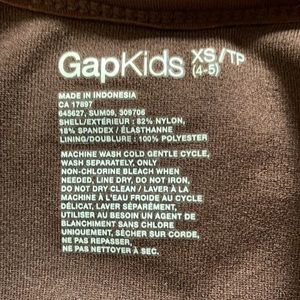 GapKids XS/TP
(4-5)
MADE IN INDONESIA
CA 17897
645627, SUM09, 309706
SHELL/EXTÉRIEUR : 82% NYLON,
18% SPANDEX / ÉLASTHANNE
LINING/DOUBLURE : 100% POLYESTER
MACHINE WASH COLD GENTLE CYCLE,
WASH SEPARATELY, ONLY
NON-CHLORINE BLEACH WHEN
NEEDED, LINE DRY, DO NOT IRON,
DO NOT DRY CLEAN / LAVER À LA
MACHINE À L'EAU FROIDE AU CYCLE
DÉLICAT, LAVER SÉPARÉMENT,
UTILISER AU BESOIN UN AGENT DE
BLANCHIMENT SANS CHLORE
UNIQUEMENT, SÉCHER SUR CORDE,
NE PAS REPASSER,
NE PAS NETTOYER À SEC.